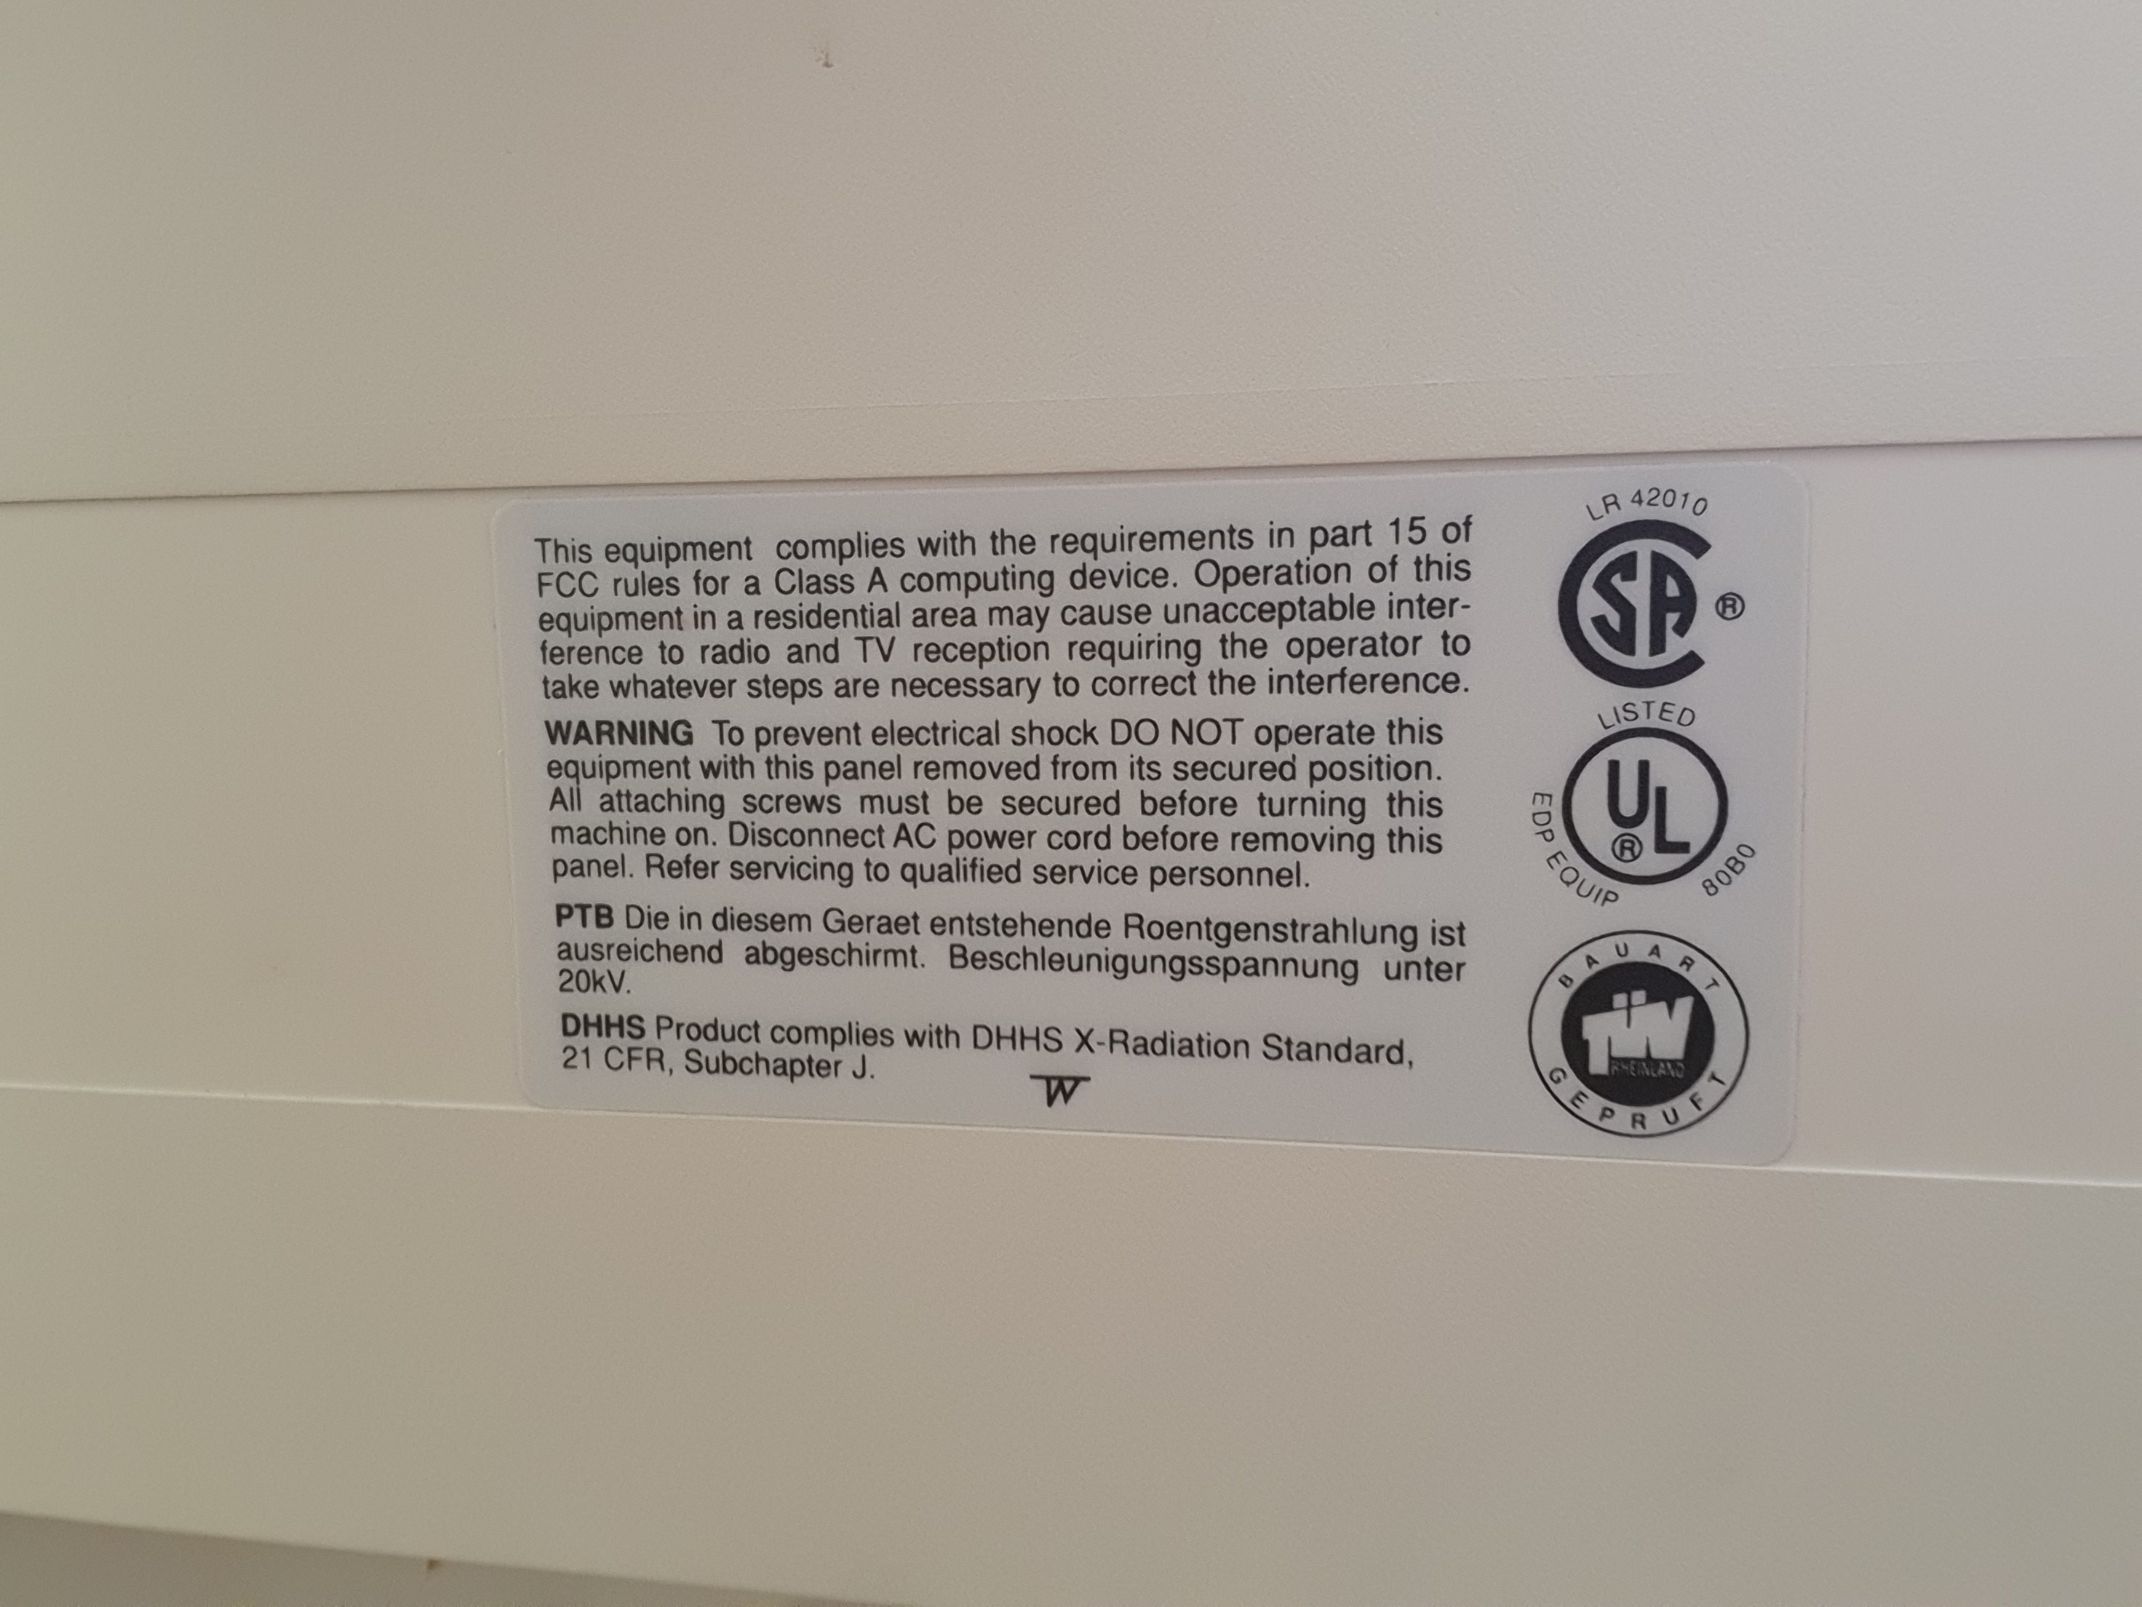 This equipment complies with the requirements in part 15 of
FCC rules for a Class A computing device. Operation of this
equipment in a residential area may cause unacceptable inter-
ference to radio and TV reception requiring the operator to
take whatever steps are necessary to correct the interference.
WARNING To prevent electrical shock DO NOT operate this
equipment with this panel removed from its secured position.
All attaching screws must be secured before turning this
machine on. Disconnect AC power cord before removing this
panel. Refer servicing to qualified service personnel.
PTB Die in diesem Geraet entstehende Roentgenstrahlung ist
ausreichend abgeschirmt. Beschleunigungsspannung unter
20kV.
DHHS Product complies with DHHS X-Radiation Standard,
21 CFR, Subchapter J.
TW
LR 42010
CSA ®
LISTED
UL ®
EDP EQUIP 80B0
BAUART
TÜV
RHEINLAND
GEPRUFT